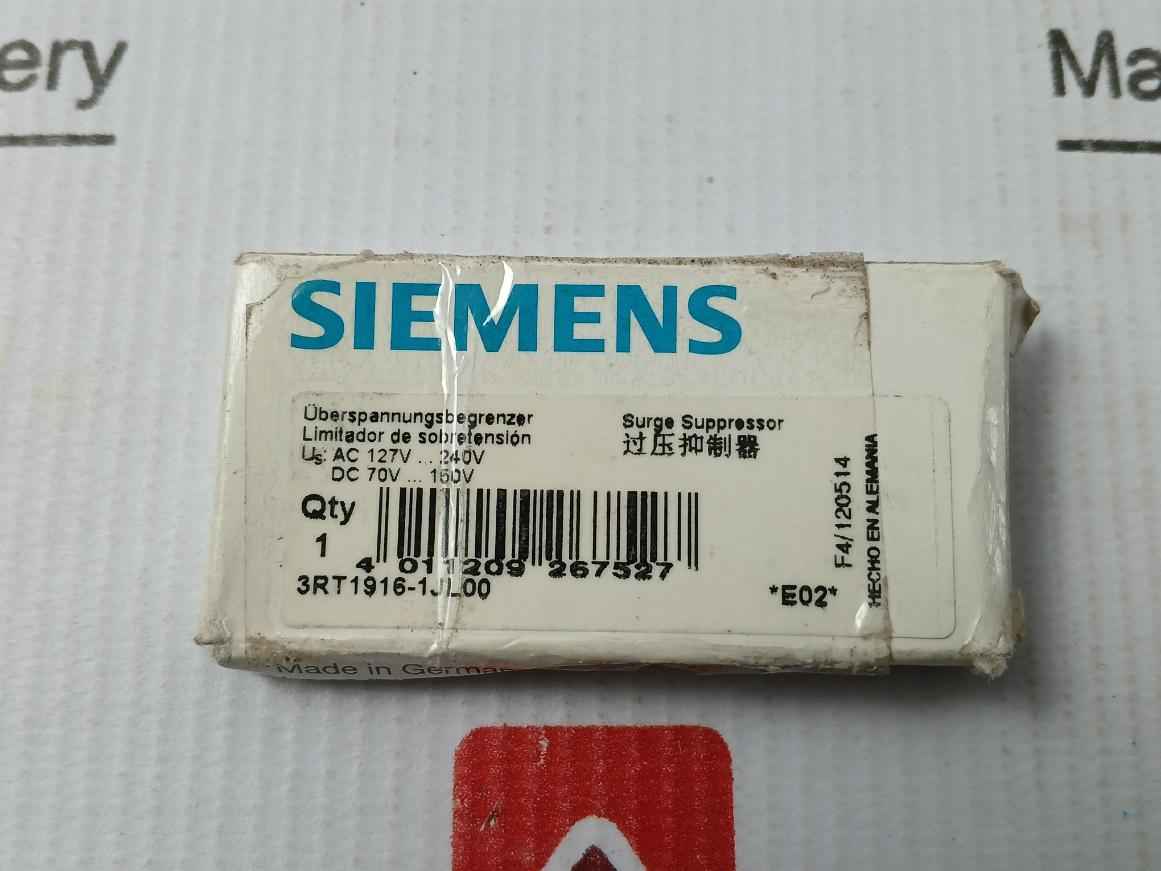 ery
Ma
SIEMENS
Überspannungsbegrenzer
Limitador de sobretensión
Us: AC 127V ... 240V
DC 70V ... 150V
Surge Suppressor
过压抑制器
Qty
1
4 011209 267527
3RT1916-1JL00
*E02*
F4/120514
HECHO EN ALEMANIA
Made in German